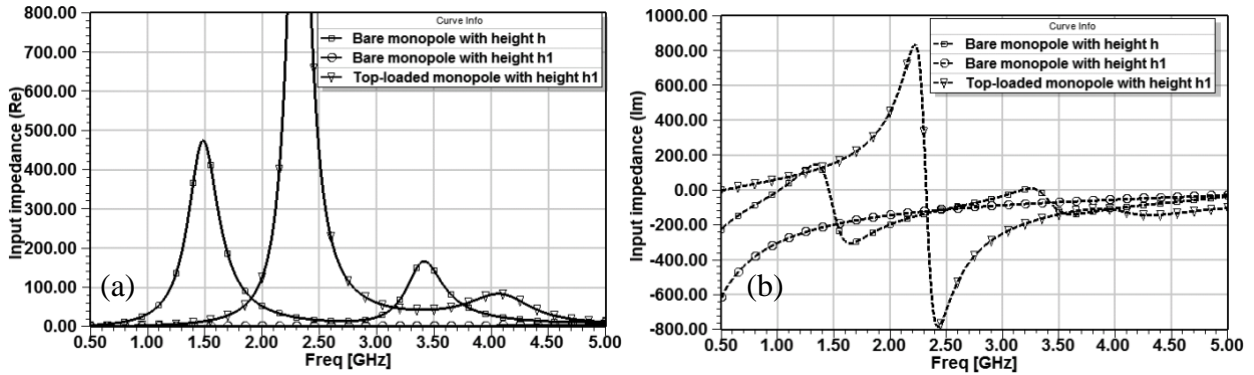 Curve Info
Bare monopole with height h
Bare monopole with height h1
Top-loaded monopole with height h1
800.00
700.00
600.00
500.00
400.00
300.00
200.00
100.00
0.00
Input impedance (Re)
(a)
0.50 1.00 1.50 2.00 2.50 3.00 3.50 4.00 4.50 5.00
Freq [GHz]
Curve Info
Bare monopole with height h
Bare monopole with height h1
Top-loaded monopole with height h1
1000.00
800.00
600.00
400.00
200.00
0.00
-200.00
-400.00
-600.00
-800.00
Input impedance (Im)
(b)
0.50 1.00 1.50 2.00 2.50 3.00 3.50 4.00 4.50 5.00
Freq [GHz]